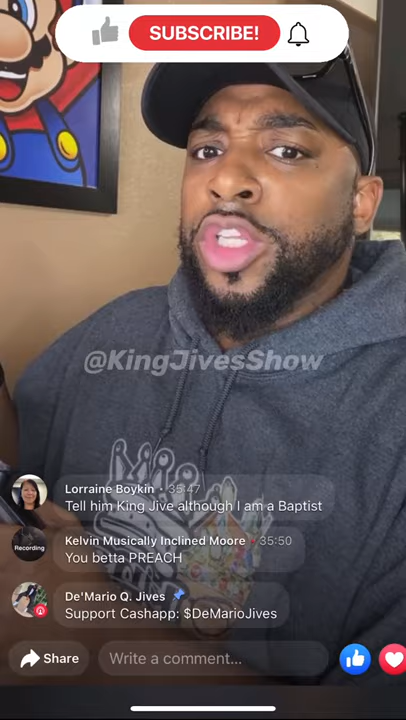 SUBSCRIBE!
@KingJivesShow
Lorraine Boykin • 35:47
Tell him King Jive although I am a Baptist
Recording
Kelvin Musically Inclined Moore • 35:50
You betta PREACH
De'Mario Q. Jives
Support Cashapp: $DeMarioJives
Share
Write a comment...